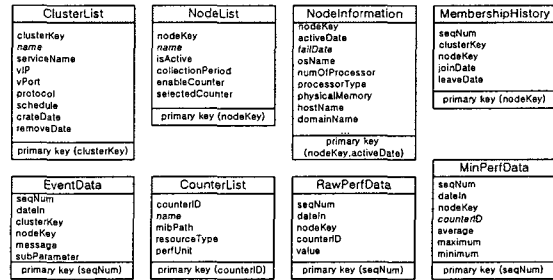 ClusterList
clusterKey
name
serviceName
vIP
vPort
protocol
schedule
crateDate
removeDate
primary key (clusterKey)
NodeList
nodeKey
name
isActive
collectionPeriod
enableCounter
selectedCounter
primary key (nodeKey)
NodeInformation
nodeKey
activeDate
failDate
osName
numOfProcessor
processorType
physicalMemory
hostName
domainName
...
primary key
(nodeKey,activeDate)
MembershipHistory
seqNum
clusterKey
nodeKey
joinDate
leaveDate
primary key (nodeKey)
EventData
seqNum
dateIn
clusterKey
nodeKey
message
subParameter
primary key (seqNum)
CounterList
counterID
name
mibPath
resourceType
perfUnit
primary key (counterID)
RawPerfData
seqNum
dateIn
nodeKey
counterID
value
primary key (seqNum)
MinPerfData
seqNum
dateIn
nodeKey
counterID
average
maximum
minimum
primary key (seqNum)